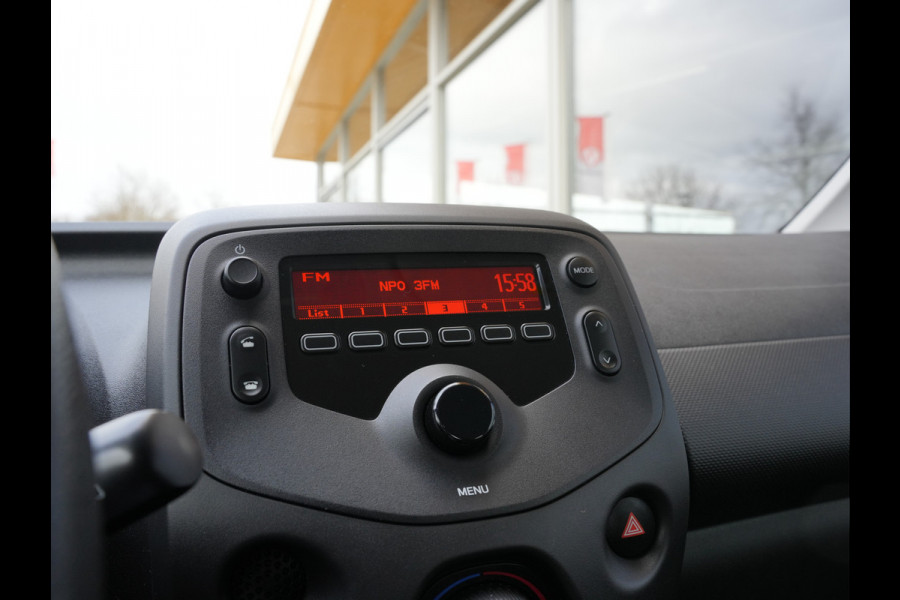 FM
NPO 3FM
15:58
List 1 2 3 4 5
MODE
MENU